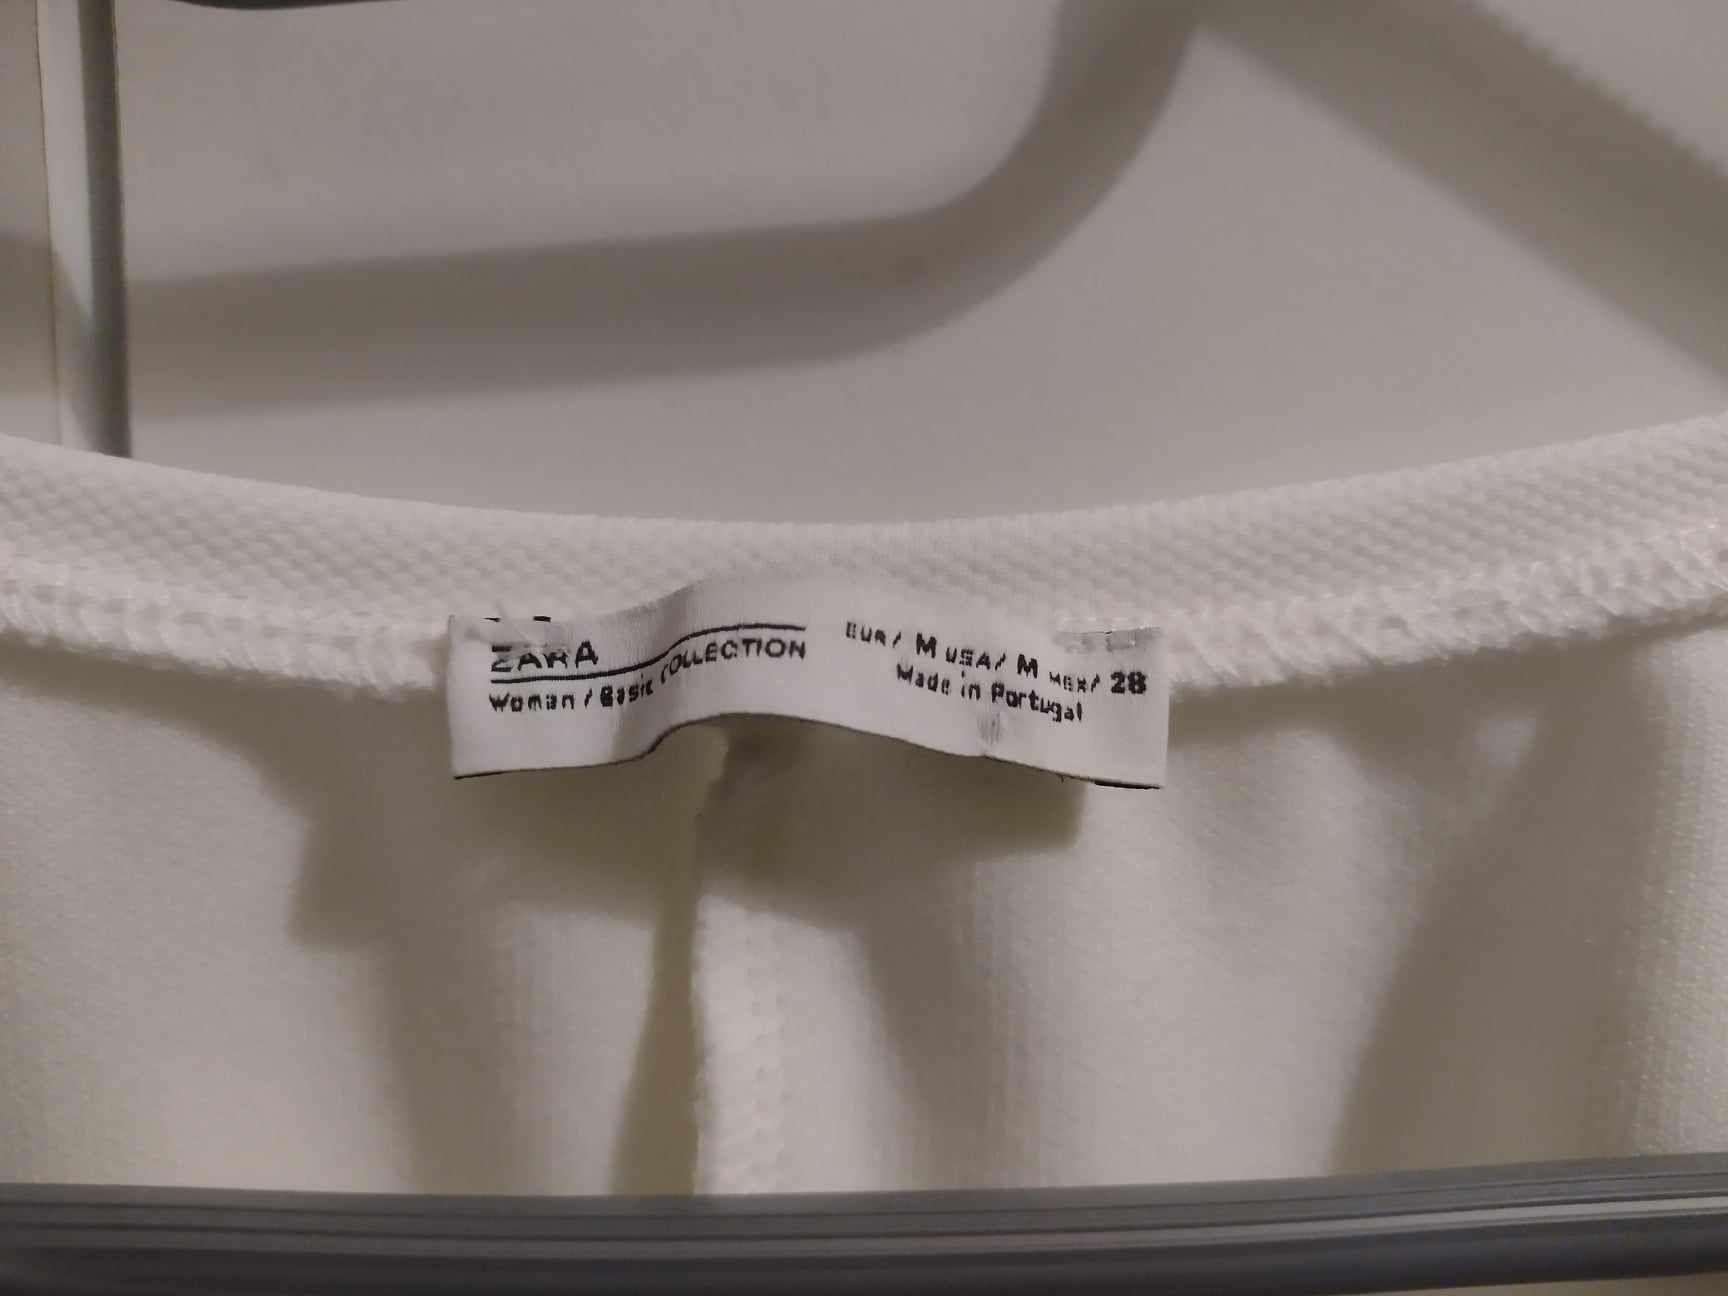 ZARA
Woman / Basic COLLECTION
EUR/ M USA/ M MEX/ 28
Made in Portugal